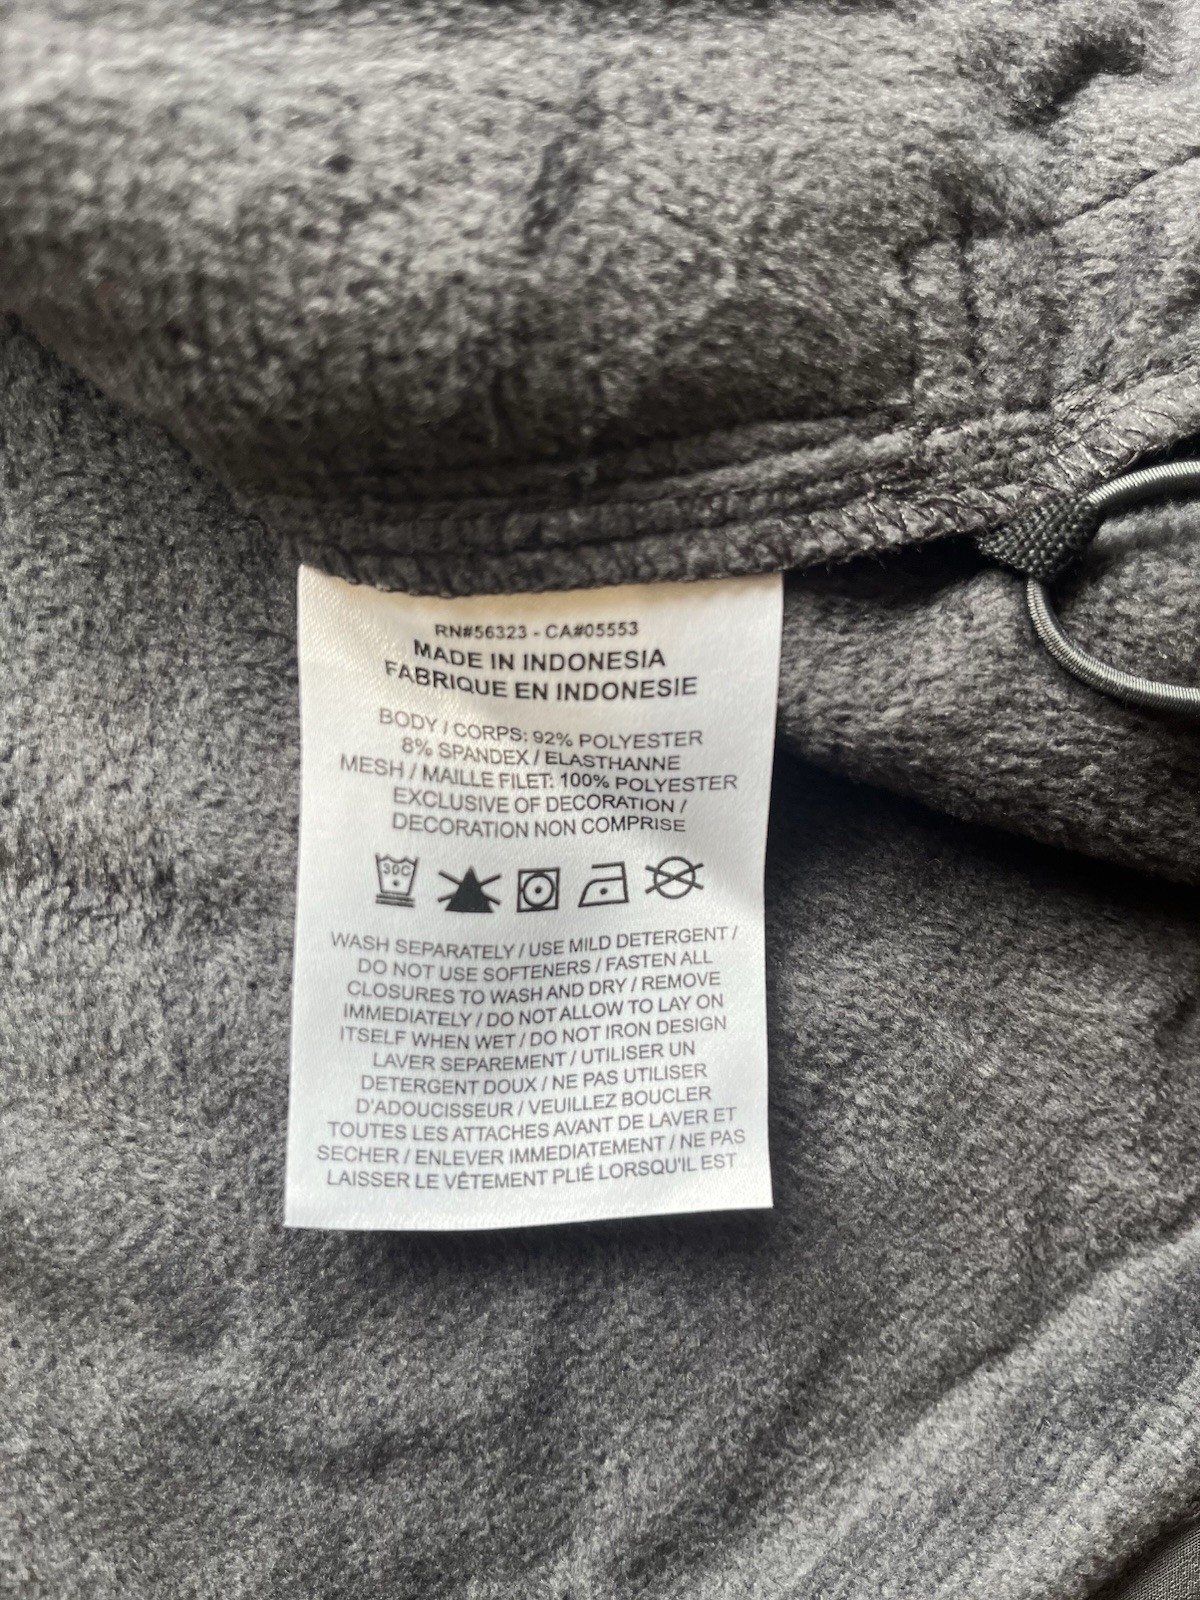 RN#56323 - CA#05553
MADE IN INDONESIA
FABRIQUE EN INDONESIE
BODY / CORPS: 92% POLYESTER
8% SPANDEX / ELASTHANNE
MESH / MAILLE FILET: 100% POLYESTER
EXCLUSIVE OF DECORATION /
DECORATION NON COMPRISE
30C
WASH SEPARATELY / USE MILD DETERGENT /
DO NOT USE SOFTENERS / FASTEN ALL
CLOSURES TO WASH AND DRY / REMOVE
IMMEDIATELY / DO NOT ALLOW TO LAY ON
ITSELF WHEN WET / DO NOT IRON DESIGN
LAVER SEPAREMENT / UTILISER UN
DETERGENT DOUX / NE PAS UTILISER
D'ADOUCISSEUR / VEUILLEZ BOUCLER
TOUTES LES ATTACHES AVANT DE LAVER ET
SECHER / ENLEVER IMMEDIATEMENT / NE PAS
LAISSER LE VÊTEMENT PLIÉ LORSQU'IL EST